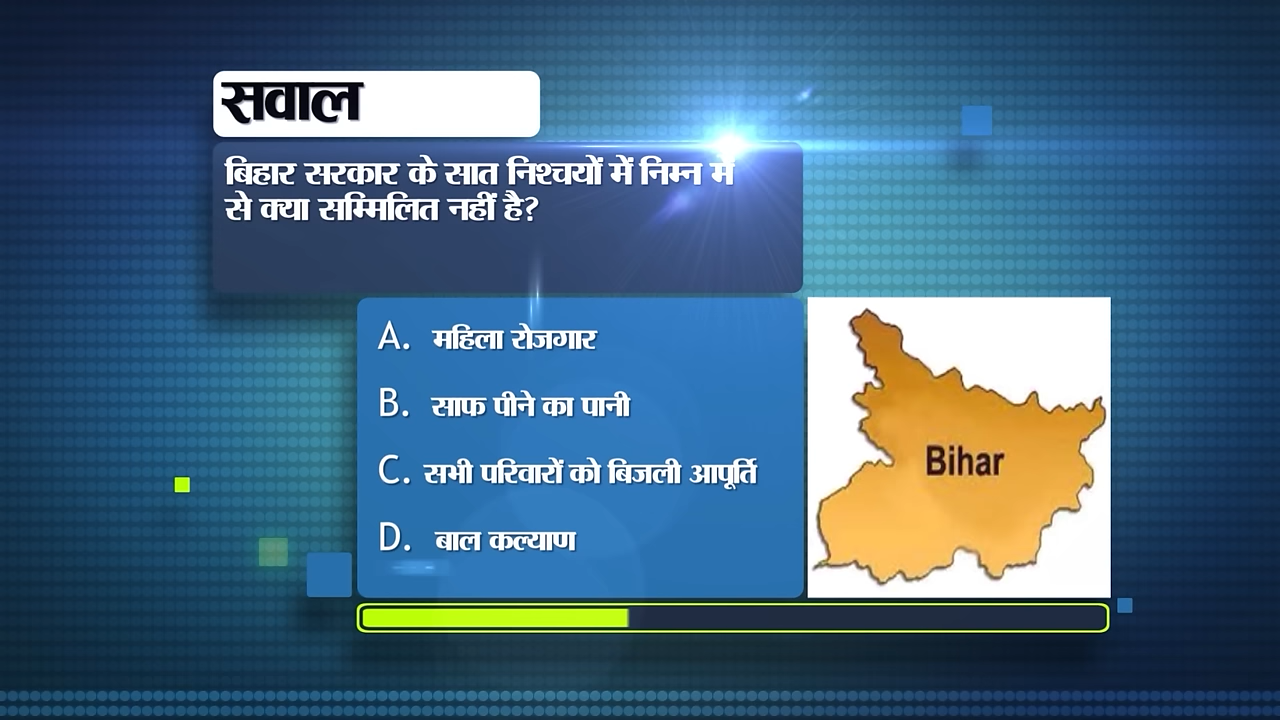 सवाल
बिहार सरकार के सात निश्चयों में निम्न में
से क्या सम्मिलित नहीं है?
A. महिला रोजगार
B. साफ पीने का पानी
C. सभी परिवारों को बिजली आपूर्ति
D. बाल कल्याण
Bihar